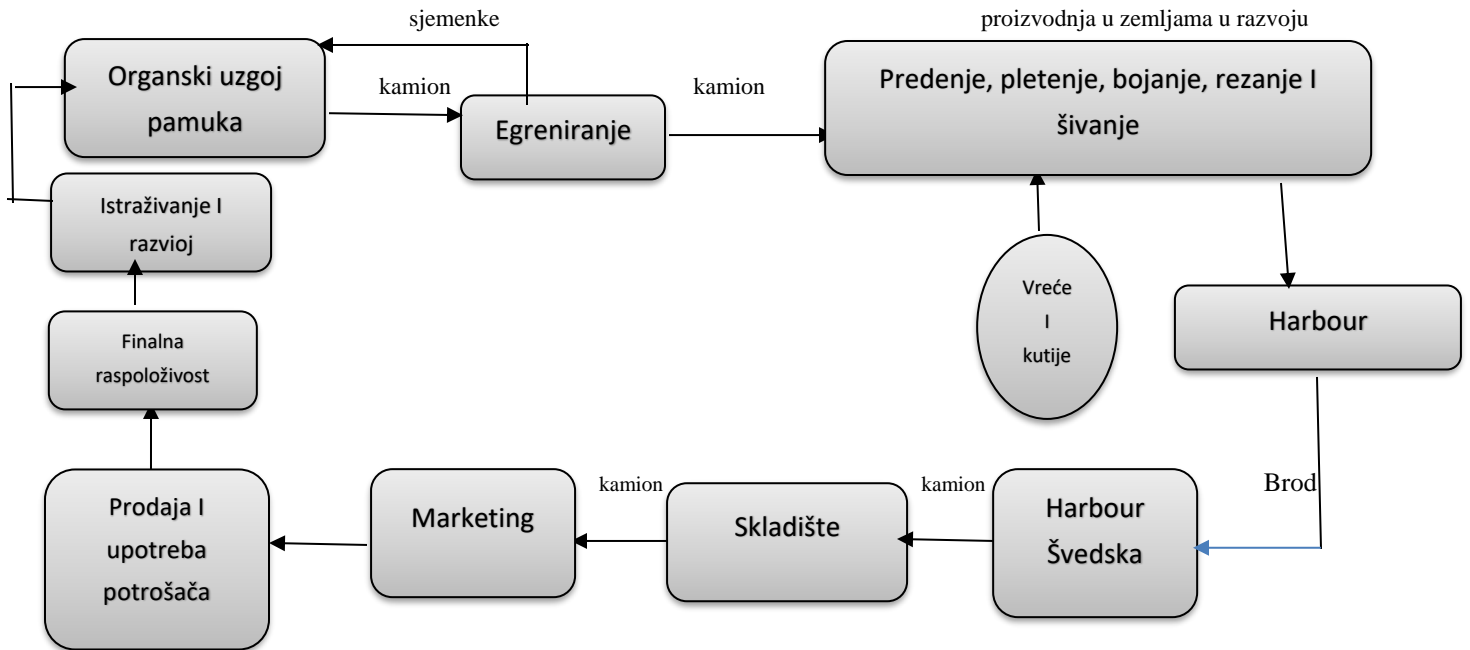 sjemenke
proizvodnja u zemljama u razvoju
Organski uzgoj
pamuka
kamion
Egreniranje
kamion
Predenje, pletenje, bojanje, rezanje I
šivanje
Istraživanje I
razvioj
Vreće
I
kutije
Harbour
Finalna
raspoloživost
Brod
Harbour
Švedska
kamion
Skladište
kamion
Marketing
Prodaja I
upotreba
potrošača